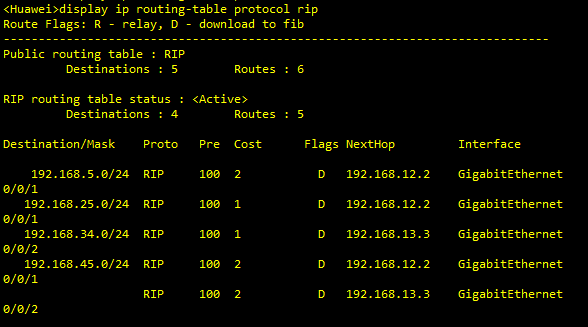 <Huawei>display ip routing-table protocol rip
Route Flags: R - relay, D - download to fib
------------------------------------------------------------------------------
Public routing table : RIP
         Destinations : 5        Routes : 6

RIP routing table status : <Active>
         Destinations : 4        Routes : 5

Destination/Mask    Proto   Pre  Cost      Flags NextHop         Interface

    192.168.5.0/24  RIP     100  2           D   192.168.12.2    GigabitEthernet
0/0/1
   192.168.25.0/24  RIP     100  1           D   192.168.12.2    GigabitEthernet
0/0/1
   192.168.34.0/24  RIP     100  1           D   192.168.13.3    GigabitEthernet
0/0/2
   192.168.45.0/24  RIP     100  2           D   192.168.12.2    GigabitEthernet
0/0/1
                    RIP     100  2           D   192.168.13.3    GigabitEthernet
0/0/2